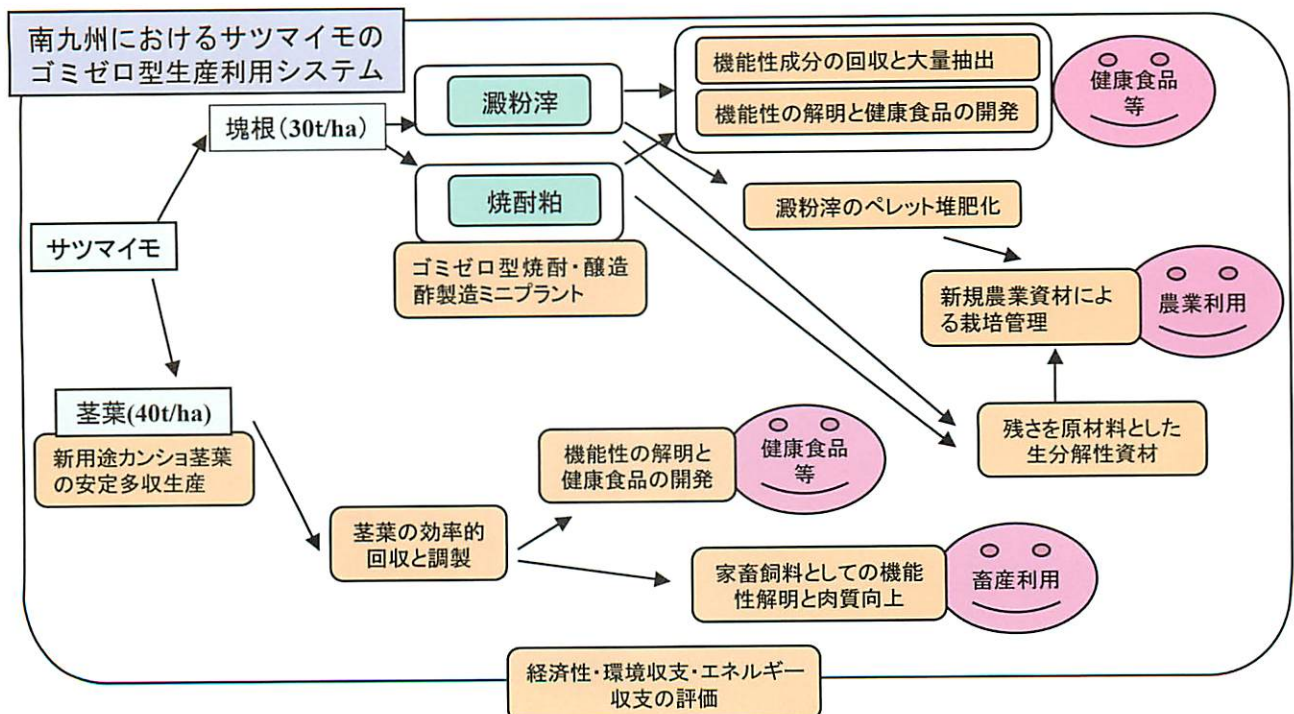 南九州におけるサツマイモの
ゴミゼロ型生産利用システム
サツマイモ
塊根(30t/ha)
澱粉滓
焼酎粕
ゴミゼロ型焼酎・醸造
酢製造ミニプラント
機能性成分の回収と大量抽出
機能性の解明と健康食品の開発
健康食品
等
澱粉滓のペレット堆肥化
新規農業資材によ
る栽培管理
農業利用
残さを原材料とした
生分解性資材
茎葉(40t/ha)
新用途カンショ茎葉
の安定多収生産
茎葉の効率的
回収と調製
機能性の解明と
健康食品の開発
健康食品
等
家畜飼料としての機能
性解明と肉質向上
畜産利用
経済性・環境収支・エネルギー
収支の評価